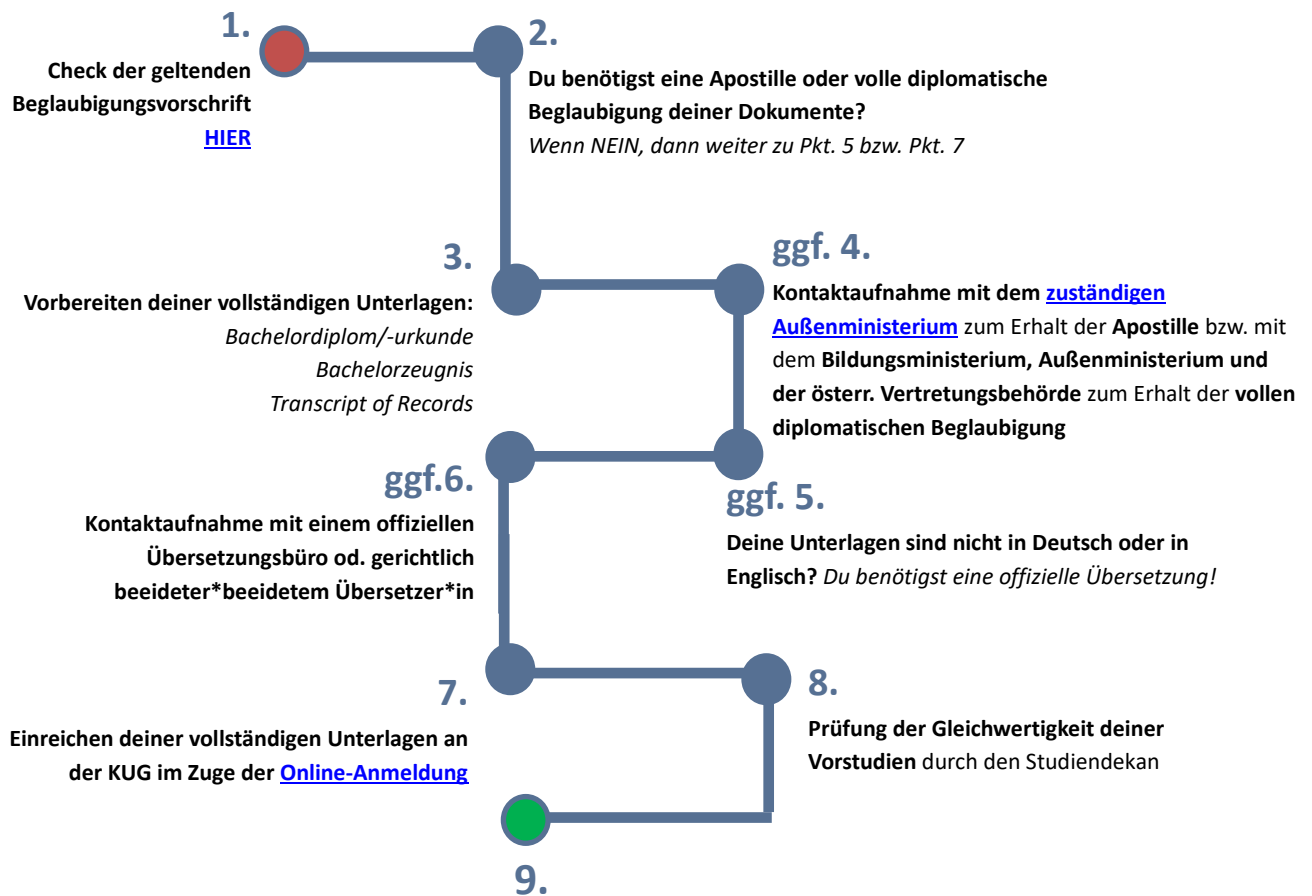 1.
Check der geltenden
Beglaubigungsvorschrift
HIER
2.
Du benötigst eine Apostille oder volle diplomatische
Beglaubigung deiner Dokumente?
Wenn NEIN, dann weiter zu Pkt. 5 bzw. Pkt. 7
3.
Vorbereiten deiner vollständigen Unterlagen:
Bachelordiplom/-urkunde
Bachelorzeugnis
Transcript of Records
ggf. 4.
Kontaktaufnahme mit dem zuständigen
Außenministerium zum Erhalt der Apostille bzw. mit
dem Bildungsministerium, Außenministerium und
der österr. Vertretungsbehörde zum Erhalt der vollen
diplomatischen Beglaubigung
ggf. 5.
Deine Unterlagen sind nicht in Deutsch oder in
Englisch? Du benötigst eine offizielle Übersetzung!
ggf.6.
Kontaktaufnahme mit einem offiziellen
Übersetzungsbüro od. gerichtlich
beeideter*beeidetem Übersetzer*in
7.
Einreichen deiner vollständigen Unterlagen an
der KUG im Zuge der Online-Anmeldung
8.
Prüfung der Gleichwertigkeit deiner
Vorstudien durch den Studiendekan
9.